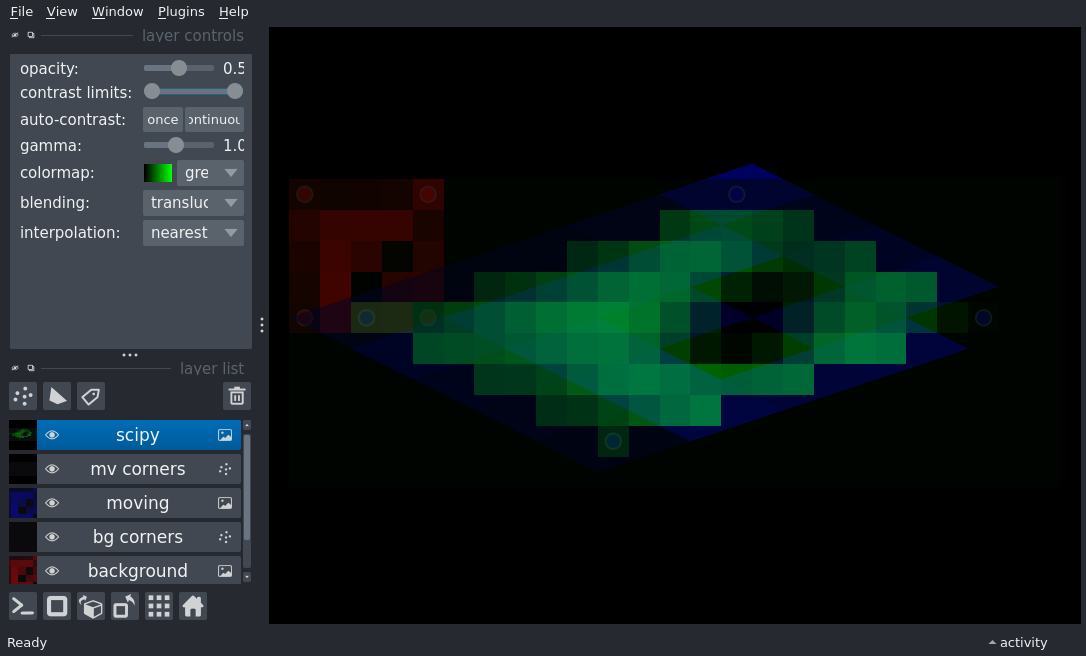 File View Window Plugins Help
layer controls
opacity: 0.5
contrast limits:
auto-contrast: once ontinuou
gamma: 1.0
colormap: gre
blending: transluc
interpolation: nearest
layer list
scipy
mv corners
moving
bg corners
background
Ready
activity